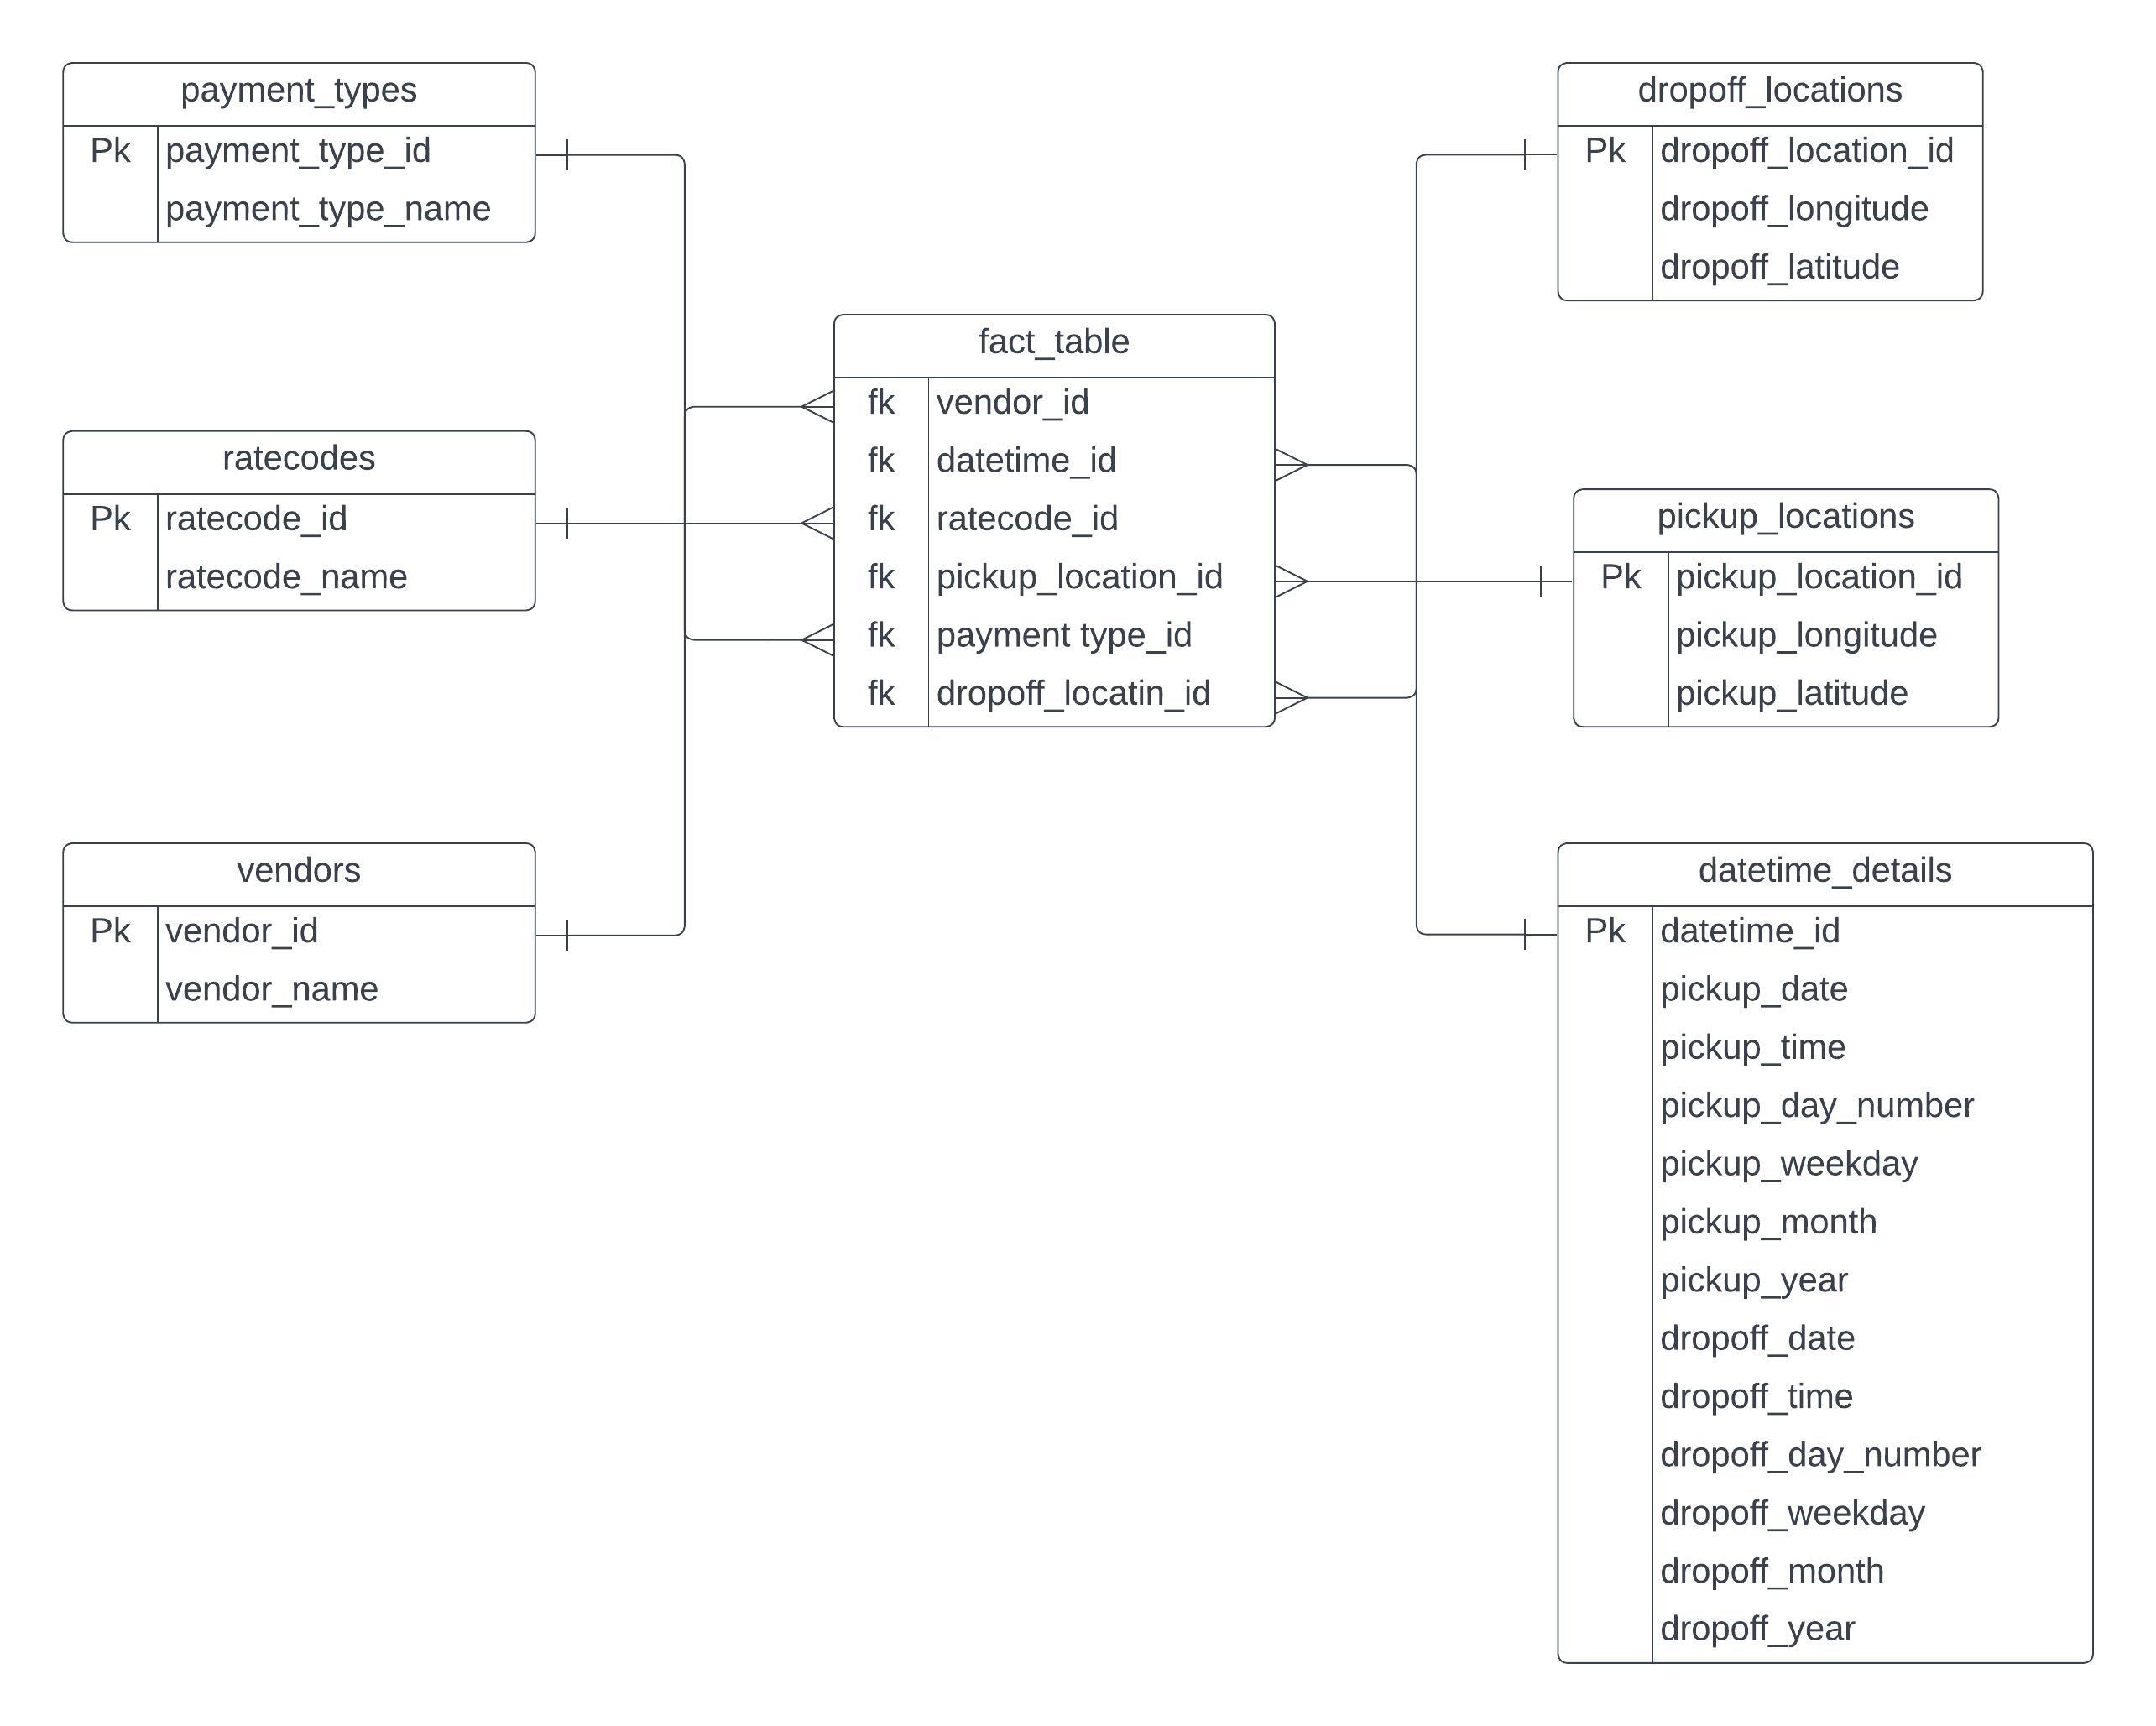 payment_types
Pk payment_type_id
payment_type_name
ratecodes
Pk ratecode_id
ratecode_name
vendors
Pk vendor_id
vendor_name
fact_table
fk vendor_id
fk datetime_id
fk ratecode_id
fk pickup_location_id
fk payment type_id
fk dropoff_locatin_id
dropoff_locations
Pk dropoff_location_id
dropoff_longitude
dropoff_latitude
pickup_locations
Pk pickup_location_id
pickup_longitude
pickup_latitude
datetime_details
Pk datetime_id
pickup_date
pickup_time
pickup_day_number
pickup_weekday
pickup_month
pickup_year
dropoff_date
dropoff_time
dropoff_day_number
dropoff_weekday
dropoff_month
dropoff_year